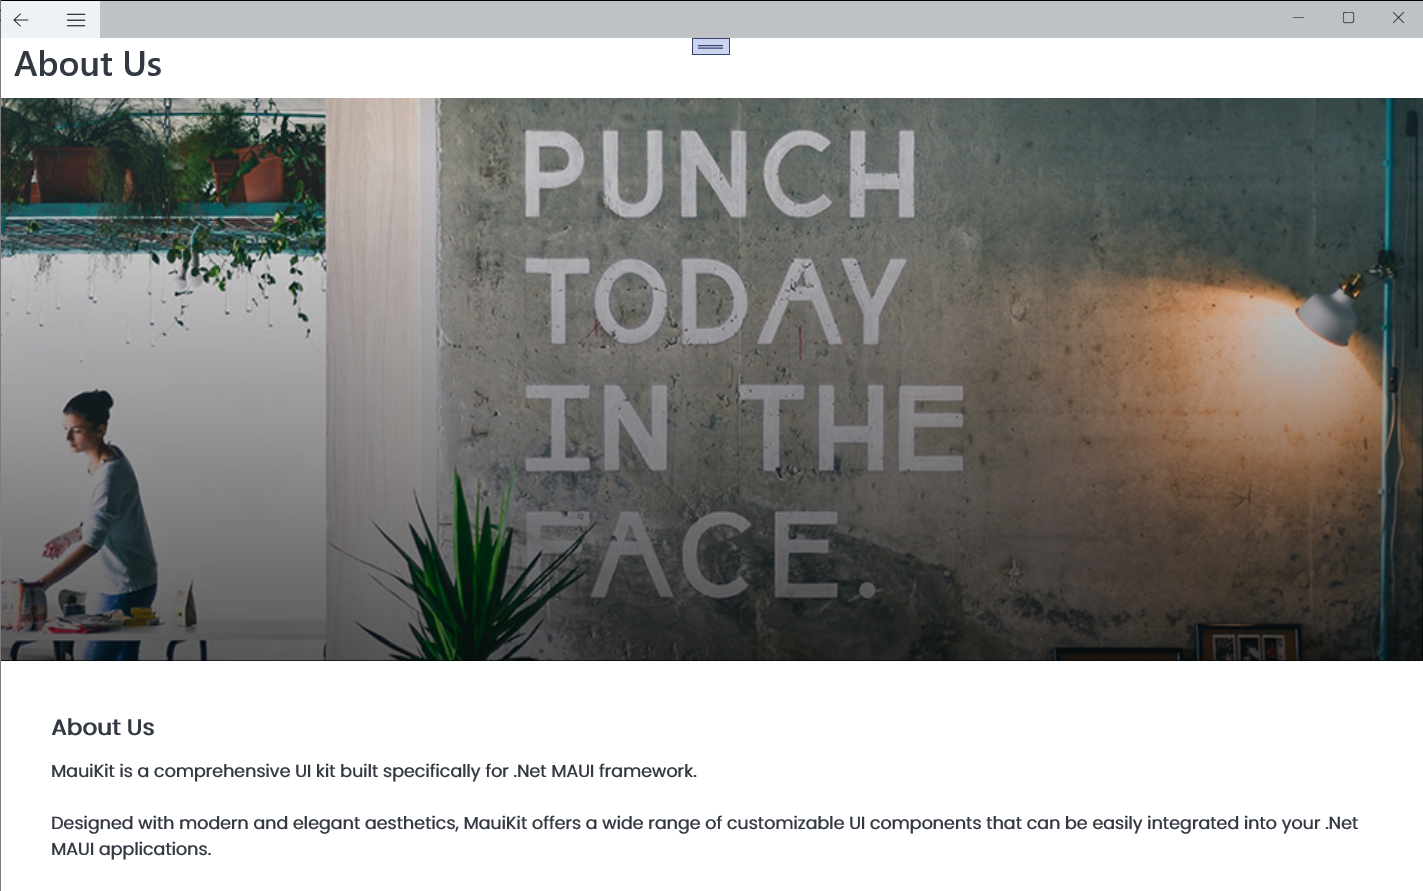 About Us
PUNCH
TODAY
IN THE
FACE.
About Us
MauiKit is a comprehensive UI kit built specifically for .Net MAUI framework.
Designed with modern and elegant aesthetics, MauiKit offers a wide range of customizable UI components that can be easily integrated into your .Net
MAUI applications.